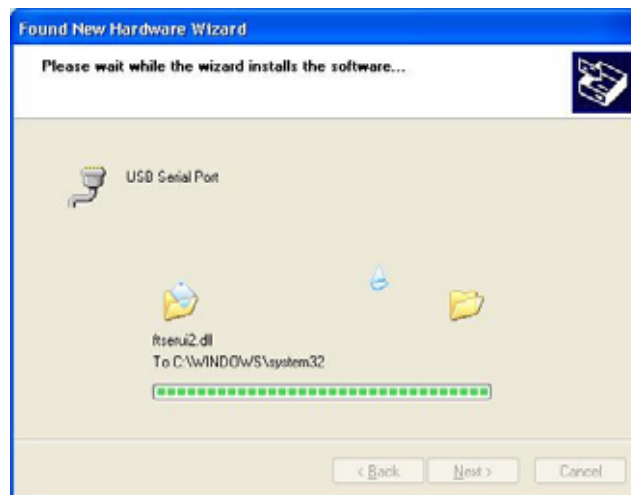 Found New Hardware Wizard
Please wait while the wizard installs the software...
USB Serial Port
ftserui2.dll
To C:\WINDOWS\system32
< Back
Next >
Cancel